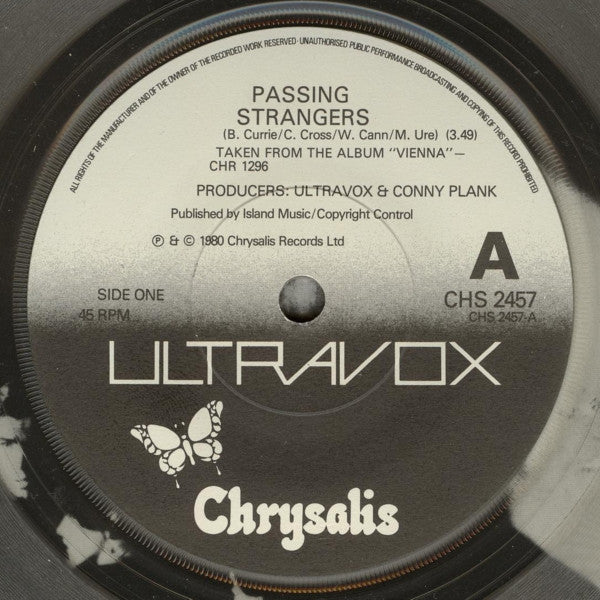 ALL RIGHTS OF THE MANUFACTURER AND OF THE OWNER OF THE RECORDED WORK RESERVED · UNAUTHORISED PUBLIC PERFORMANCE BROADCASTING AND COPYING OF THIS RECORD PROHIBITED
PASSING
STRANGERS
(B. Currie/C. Cross/W. Cann/M. Ure) (3.49)
TAKEN FROM THE ALBUM "VIENNA"—
CHR 1296
PRODUCERS: ULTRAVOX & CONNY PLANK
Published by Island Music/Copyright Control
Ⓟ & © 1980 Chrysalis Records Ltd
A
SIDE ONE
45 RPM
CHS 2457
CHS 2457-A
ULTRAVOX
Chrysalis